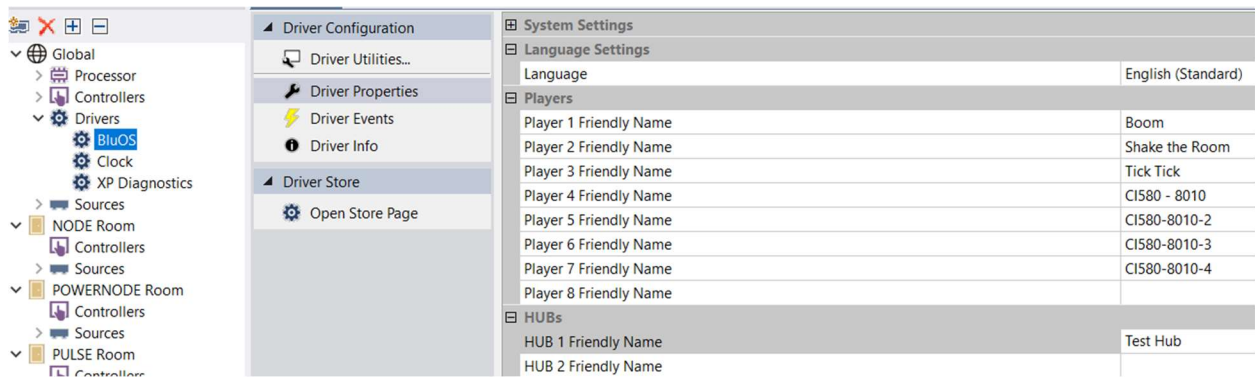 Global
Processor
Controllers
Drivers
BluOS
Clock
XP Diagnostics
Sources
NODE Room
Controllers
Sources
POWERNODE Room
Controllers
Sources
PULSE Room
Controllers
Driver Configuration
Driver Utilities...
Driver Properties
Driver Events
Driver Info
Driver Store
Open Store Page
System Settings
Language Settings
Language English (Standard)
Players
Player 1 Friendly Name Boom
Player 2 Friendly Name Shake the Room
Player 3 Friendly Name Tick Tick
Player 4 Friendly Name CI580 - 8010
Player 5 Friendly Name CI580-8010-2
Player 6 Friendly Name CI580-8010-3
Player 7 Friendly Name CI580-8010-4
Player 8 Friendly Name
HUBs
HUB 1 Friendly Name Test Hub
HUB 2 Friendly Name